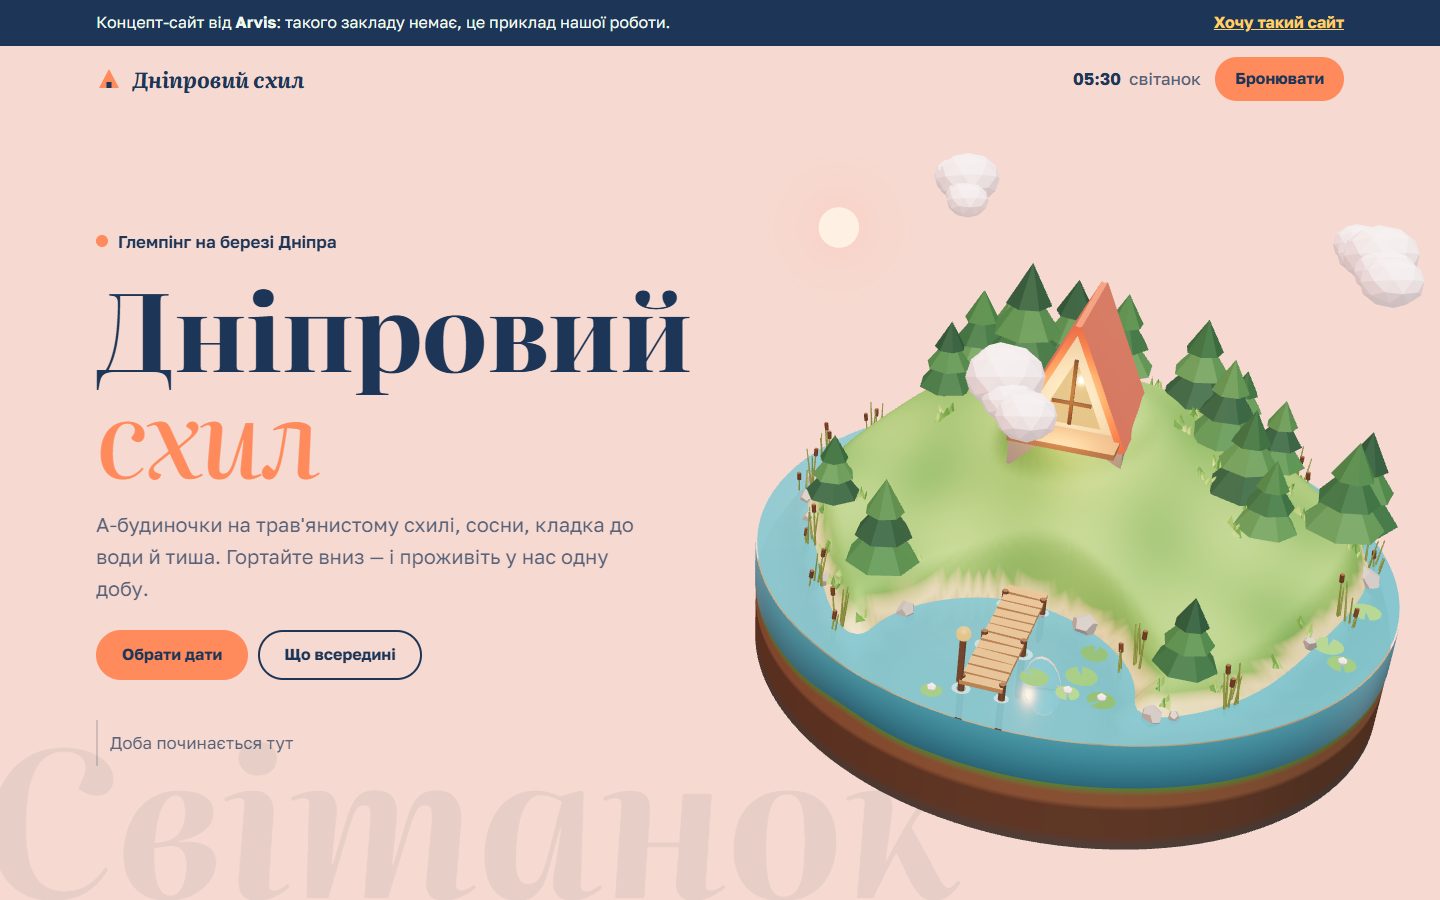 Концепт-сайт від Arvis: такого закладу немає, це приклад нашої роботи.
Хочу такий сайт
Дніпровий схил
05:30 світанок
Бронювати
Глемпінг на березі Дніпра
Дніпровий
схил
А-будиночки на трав'янистому схилі, сосни, кладка до
води й тиша. Гортайте вниз — і проживіть у нас одну
добу.
Обрати дати
Що всередині
Доба починається тут
Світанок